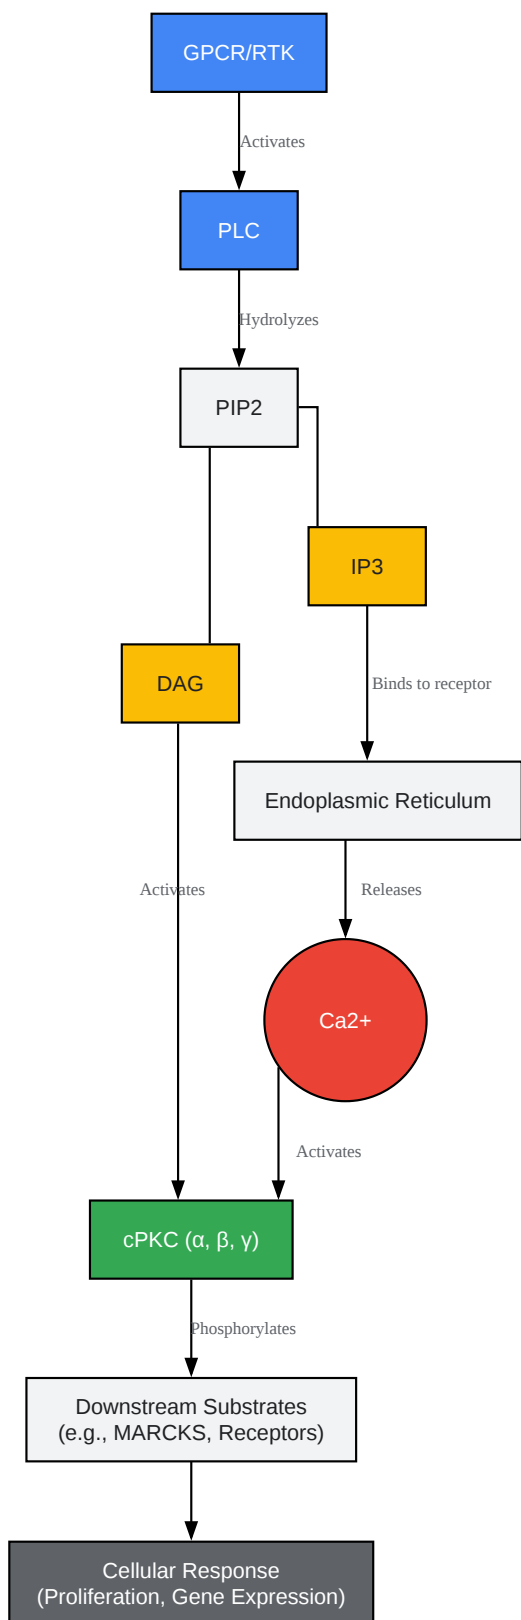 GPCR/RTK
Activates
PLC
Hydrolyzes
PIP2
IP3
DAG
Binds to receptor
Endoplasmic Reticulum
Activates
Releases
Ca2+
Activates
cPKC (α, β, γ)
Phosphorylates
Downstream Substrates
(e.g., MARCKS, Receptors)
Cellular Response
(Proliferation, Gene Expression)